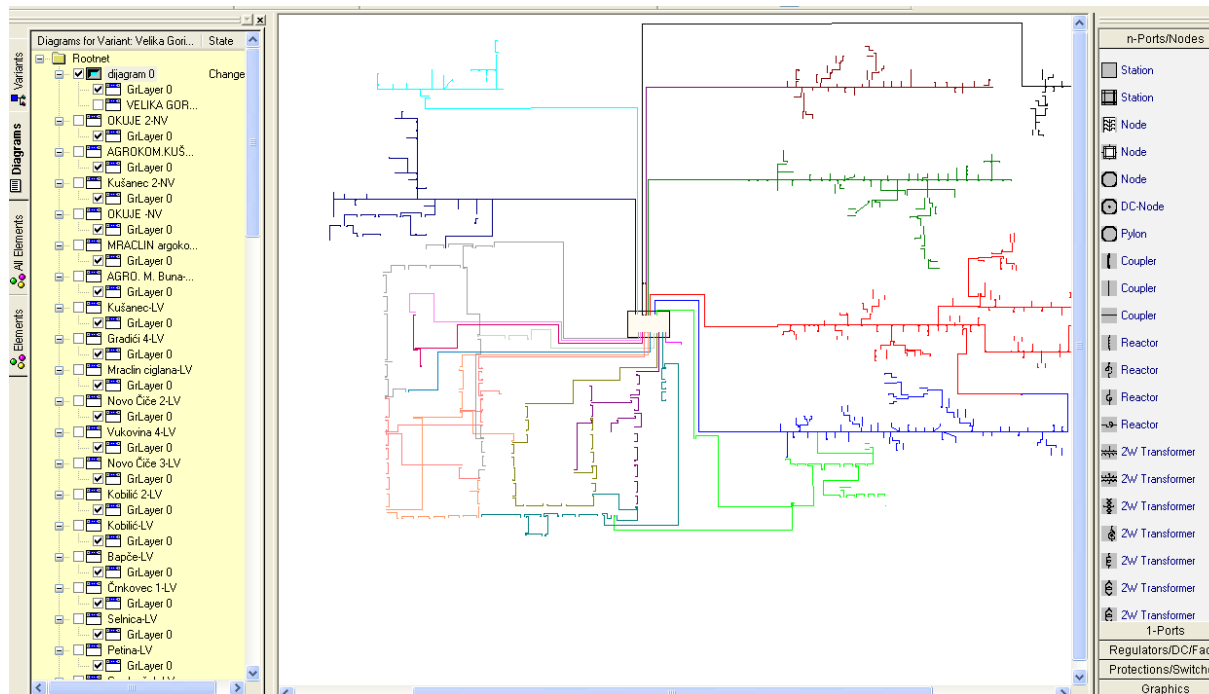 Variants
Diagrams
All Elements
Elements
Diagrams for Variant: Velika Gori... State
Rootnet
dijagram 0 Change
GrLayer 0
VELIKA GOR...
OKUJE 2-NV
GrLayer 0
AGROKOM.KUŠ...
GrLayer 0
Kušanec 2-NV
GrLayer 0
OKUJE -NV
GrLayer 0
MRACLIN argoko...
GrLayer 0
AGRO. M. Buna-...
GrLayer 0
Kušanec-LV
GrLayer 0
Gradići 4-LV
GrLayer 0
Mraclin ciglana-LV
GrLayer 0
Novo Čiče 2-LV
GrLayer 0
Vukovina 4-LV
GrLayer 0
Novo Čiče 3-LV
GrLayer 0
Kobilić 2-LV
GrLayer 0
Kobilić-LV
GrLayer 0
Bapče-LV
GrLayer 0
Črnkovec 1-LV
GrLayer 0
Selnica-LV
GrLayer 0
Petina-LV
GrLayer 0
n-Ports/Nodes
Station
Station
Node
Node
Node
DC-Node
Pylon
Coupler
Coupler
Coupler
Reactor
Reactor
Reactor
Reactor
2W Transformer
2W Transformer
2W Transformer
2W Transformer
2W Transformer
2W Transformer
2W Transformer
1-Ports
Regulators/DC/Fac
Protections/Switch
Graphics